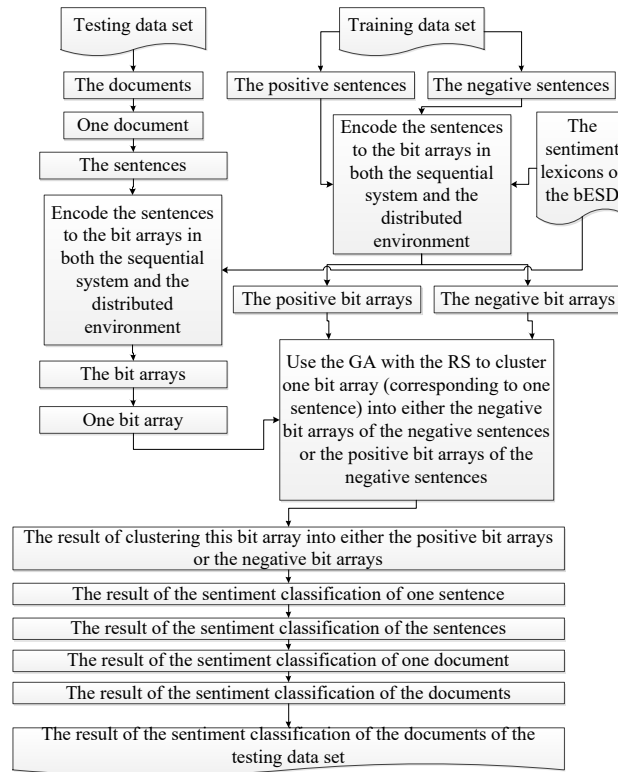 Testing data set
Training data set
The documents
The positive sentences
The negative sentences
One document
The sentences
Encode the sentences
to the bit arrays in
both the sequential
system and the
distributed
environment
The
sentiment
lexicons of
the bESD
Encode the sentences
to the bit arrays in
both the sequential
system and the
distributed
environment
The positive bit arrays
The negative bit arrays
The bit arrays
One bit array
Use the GA with the RS to cluster
one bit array (corresponding to one
sentence) into either the negative
bit arrays of the negative sentences
or the positive bit arrays of the
negative sentences
The result of clustering this bit array into either the positive bit arrays
or the negative bit arrays
The result of the sentiment classification of one sentence
The result of the sentiment classification of the sentences
The result of the sentiment classification of one document
The result of the sentiment classification of the documents
The result of the sentiment classification of the documents of the
testing data set